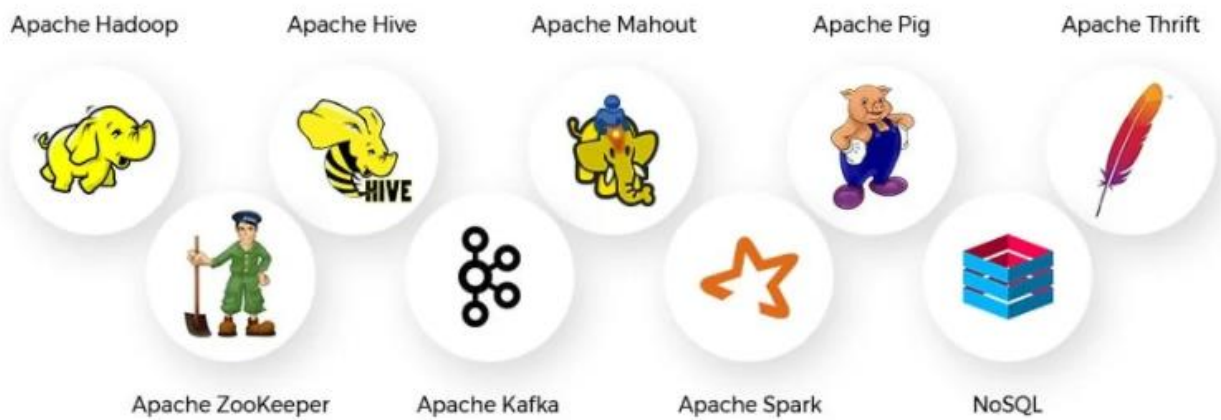 Apache Hadoop
Apache Hive
Apache Mahout
Apache Pig
Apache Thrift
HIVE
Apache ZooKeeper
Apache Kafka
Apache Spark
NoSQL